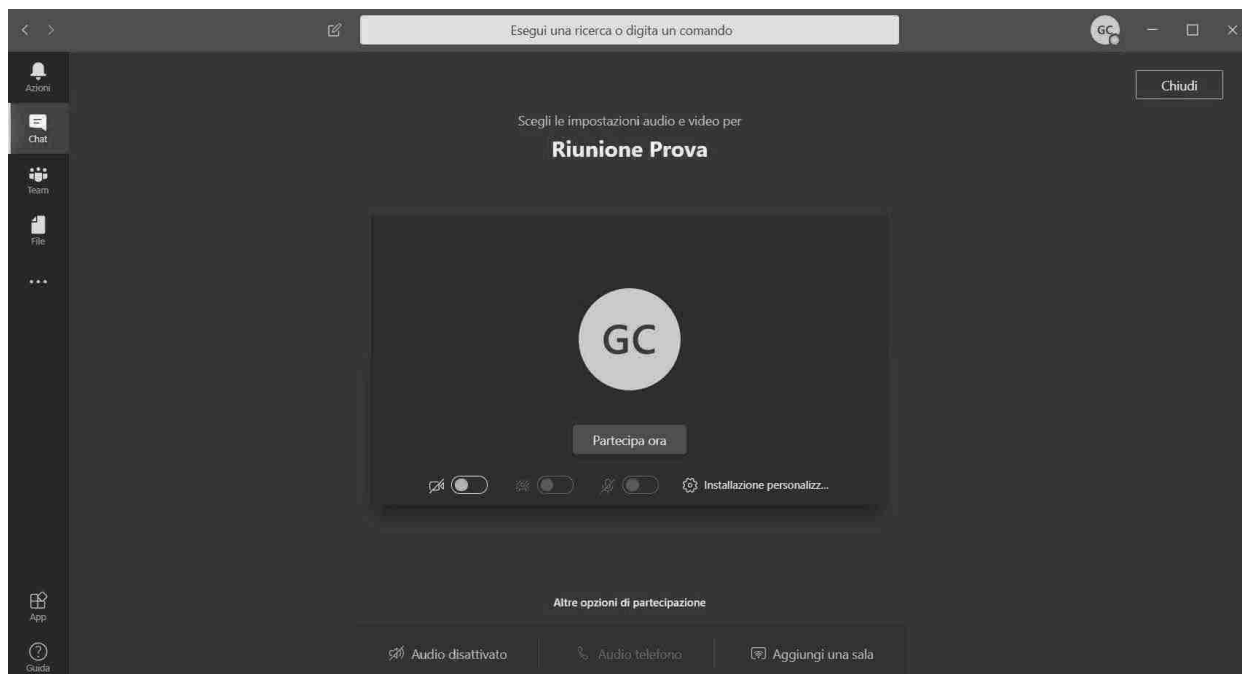 Esegui una ricerca o digita un comando
GC
Azioni
Chat
Team
File
App
Guida
Chiudi
Scegli le impostazioni audio e video per
Riunione Prova
GC
Partecipa ora
Installazione personalizz...
Altre opzioni di partecipazione
Audio disattivato
Audio telefono
Aggiungi una sala